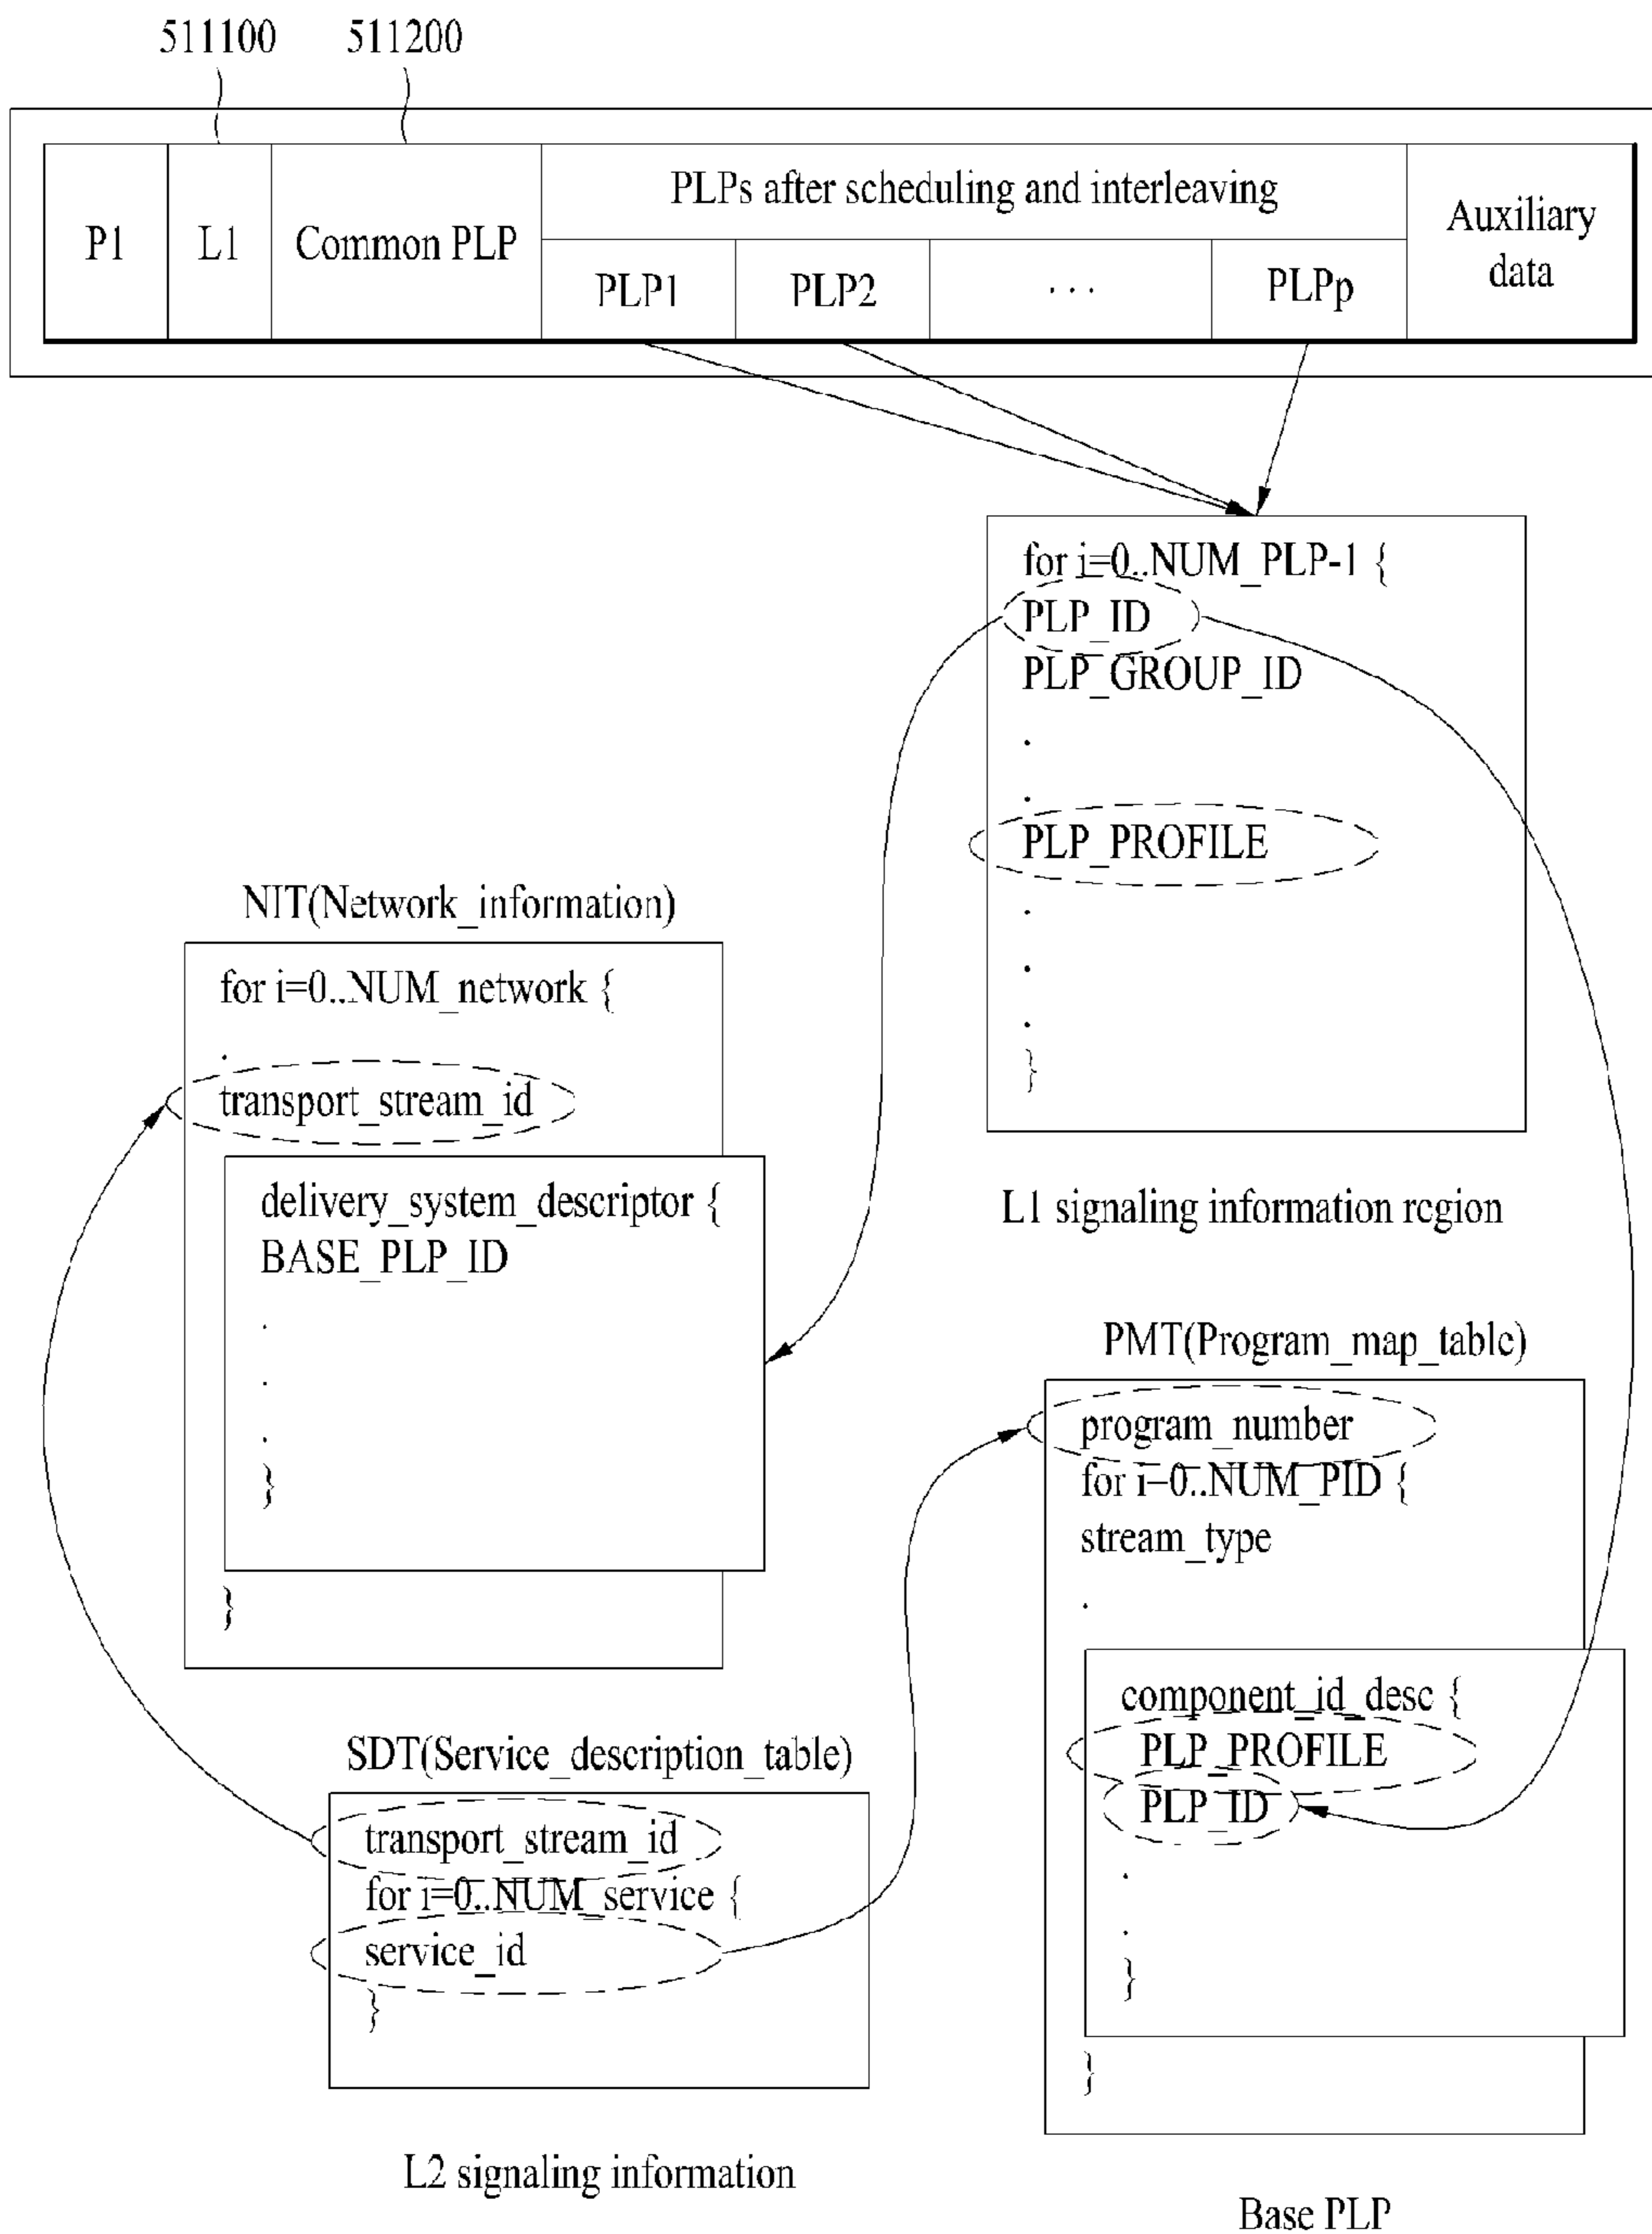 511100 511200
P1 L1 Common PLP PLPs after scheduling and interleaving Auxiliary data
PLP1 PLP2 ... PLPp
for i=0..NUM_PLP-1 {
PLP_ID
PLP_GROUP_ID
.
.
PLP_PROFILE
.
.
.
}
L1 signaling information region
NIT(Network_information)
for i=0..NUM_network {
.
transport_stream_id
delivery_system_descriptor {
BASE_PLP_ID
.
.
.
}
}
SDT(Service_description_table)
transport_stream_id
for i=0..NUM_service {
service_id
}
L2 signaling information
PMT(Program_map_table)
program_number
for i=0..NUM_PID {
stream_type
.
component_id_desc {
PLP_PROFILE
PLP_ID
.
.
}
}
Base PLP